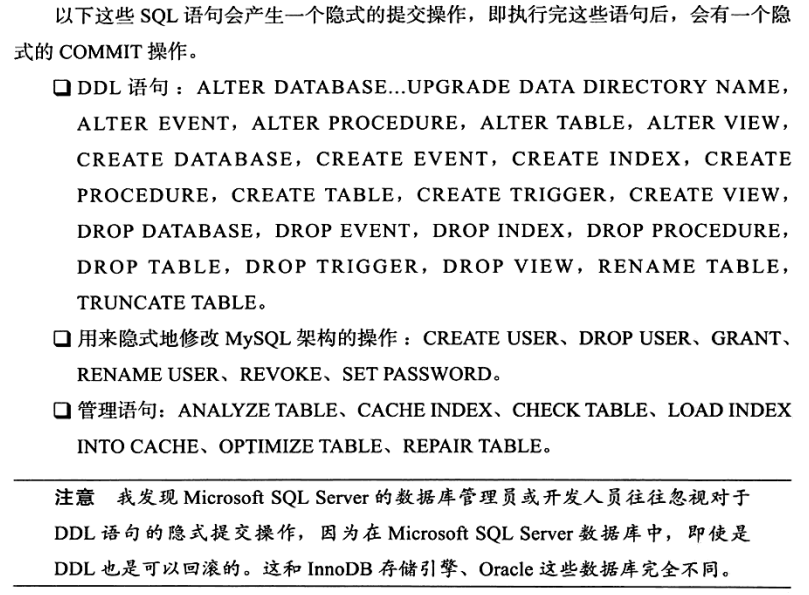 以下这些 SQL 语句会产生一个隐式的提交操作，即执行完这些语句后，会有一个隐
式的 COMMIT 操作。
❑ DDL 语句：ALTER DATABASE...UPGRADE DATA DIRECTORY NAME，
ALTER EVENT，ALTER PROCEDURE，ALTER TABLE，ALTER VIEW，
CREATE DATABASE，CREATE EVENT，CREATE INDEX，CREATE
PROCEDURE，CREATE TABLE，CREATE TRIGGER，CREATE VIEW，
DROP DATABASE，DROP EVENT，DROP INDEX，DROP PROCEDURE，
DROP TABLE，DROP TRIGGER，DROP VIEW，RENAME TABLE，
TRUNCATE TABLE。
❑ 用来隐式地修改 MySQL 架构的操作：CREATE USER、DROP USER、GRANT、
RENAME USER、REVOKE、SET PASSWORD。
❑ 管理语句：ANALYZE TABLE、CACHE INDEX、CHECK TABLE、LOAD INDEX
INTO CACHE、OPTIMIZE TABLE、REPAIR TABLE。
注意 我发现 Microsoft SQL Server 的数据库管理员或开发人员往往忽视对于
DDL 语句的隐式提交操作，因为在 Microsoft SQL Server 数据库中，即使是
DDL 也是可以回滚的。这和 InnoDB 存储引擎、Oracle 这些数据库完全不同。